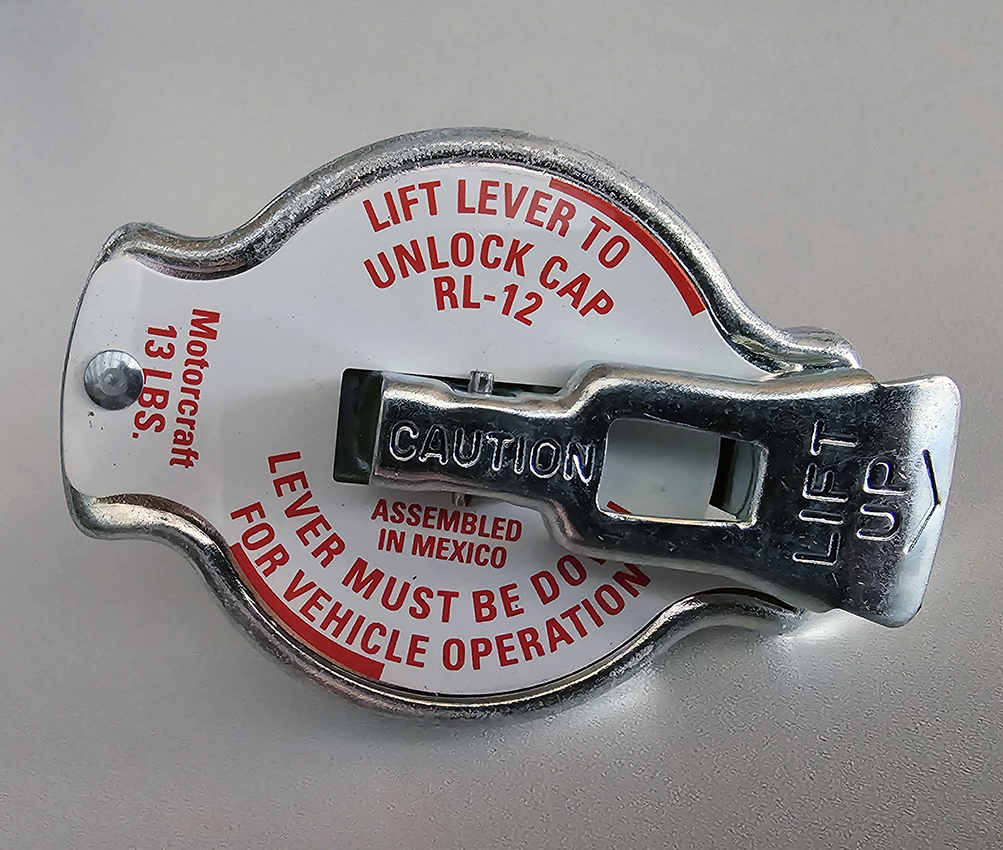 LIFT LEVER TO
UNLOCK CAP
RL-12
Motorcraft
13 LBS.
CAUTION
LIFT
UP
ASSEMBLED
IN MEXICO
LEVER MUST BE
FOR VEHICLE OPERATION